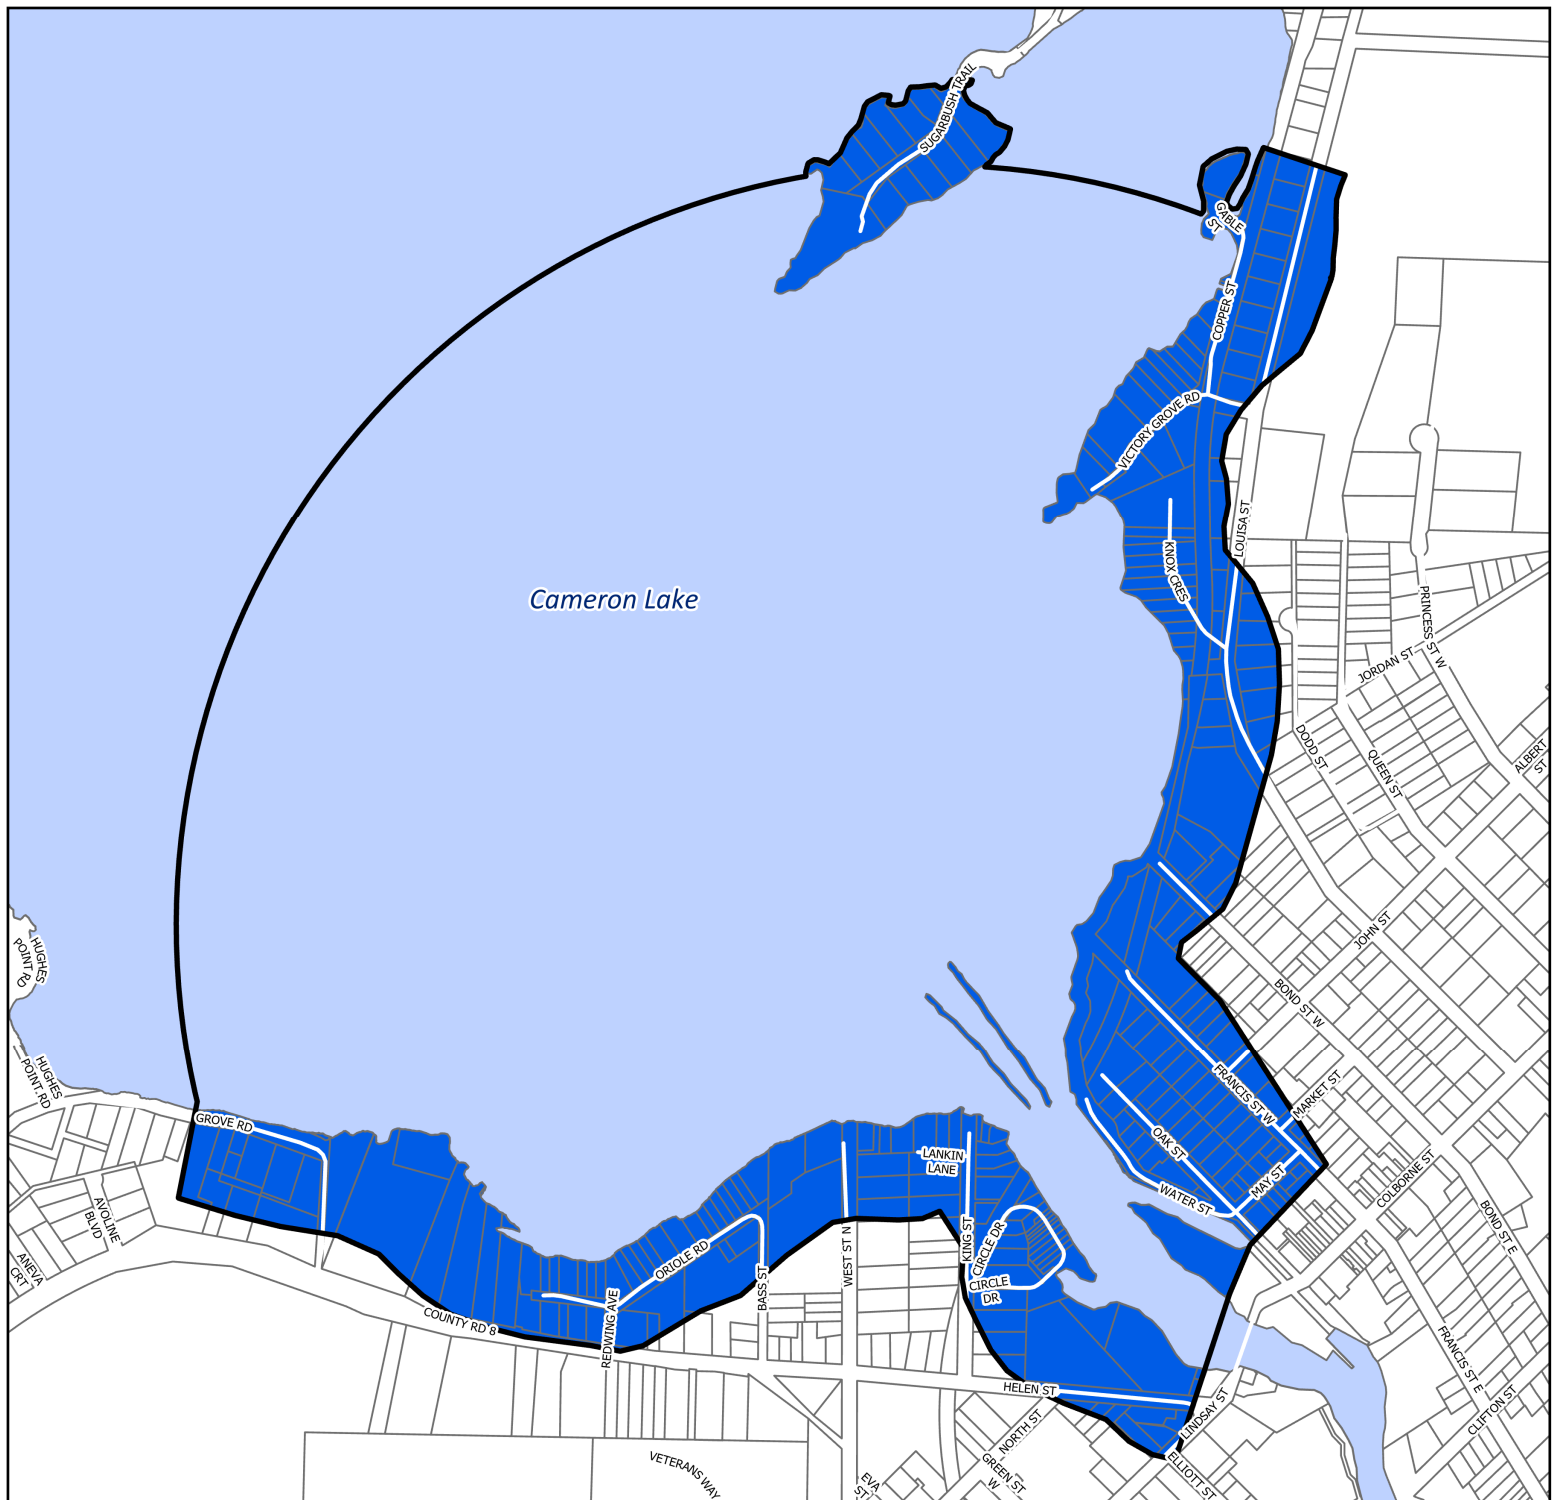 SUGARBUSH TRAIL
GABLE
ST
COPPER ST
VICTORY GROVE RD
LOUISA ST
KNOX CRES
Cameron Lake
PRINCESS ST W
JORDAN ST
DODD ST
QUEEN ST
ALBERT
ST
JOHN ST
HUGHES
POINT RD
BOND ST W
HUGHES
POINT RD
FRANCIS ST W
MARKET ST
GROVE RD
OAK ST
LANKIN
LANE
MAY ST
COLBORNE ST
WATER ST
AVOLINE
BLVD
KING ST
CIRCLE DR
BOND ST E
WEST ST N
ORIOLE RD
ANEVA
CRT
BASS ST
CIRCLE
DR
COUNTY RD 8
REDWING AVE
FRANCIS ST E
HELEN ST
LINDSAY ST
CLIFTON ST
NORTH ST
GREEN ST
W
ELLIOTT ST
VETERANS WAY
EVA
ST